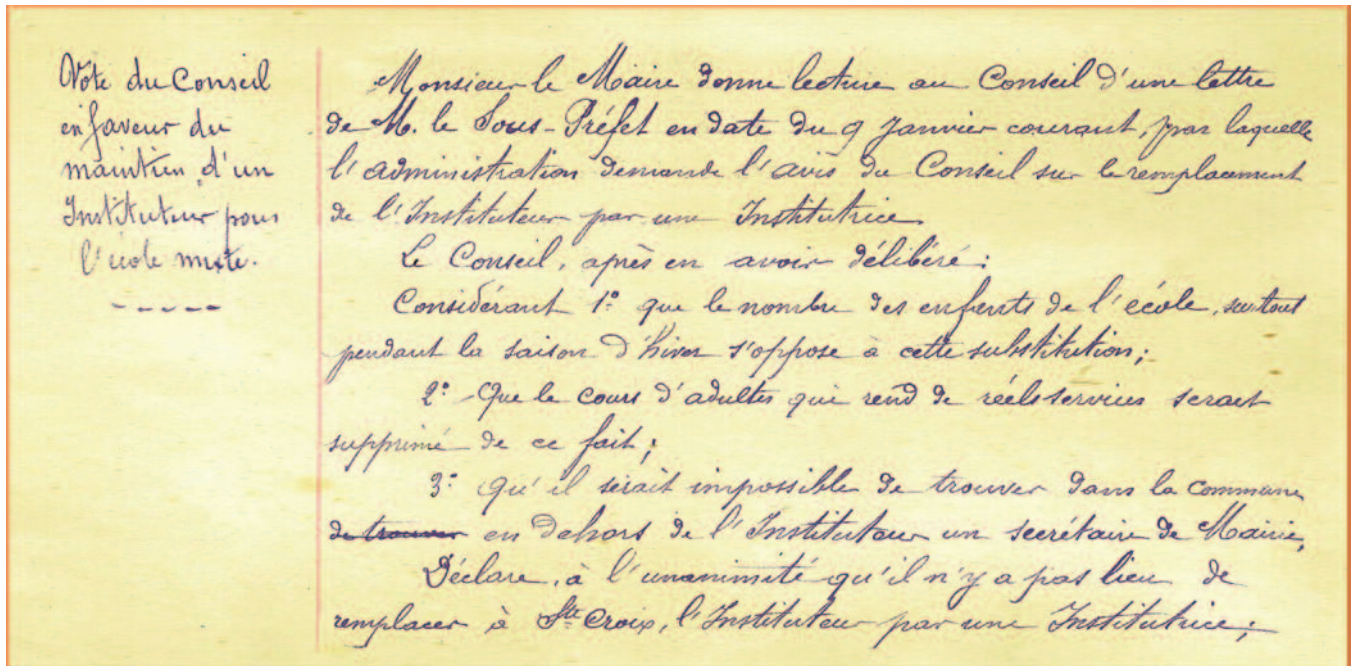 Vote du Conseil
en faveur du
maintien d'un
Instituteur pour
l'école mixte.
Monsieur le Maire donne lecture au Conseil d'une lettre
de M. le Sous-Préfet en date du 9 Janvier courant, par laquelle
l'administration demande l'avis du Conseil sur le remplacement
de l'Instituteur par une Institutrice.
Le Conseil, après en avoir délibéré;
Considérant 1º que le nombre des enfants de l'école, surtout
pendant la saison d'hiver s'oppose à cette substitution;
2º Que le cours d'adultes qui rend de réels services serait
supprimé de ce fait;
3º qu'il serait impossible de trouver dans la commune
de trouver en dehors de l'Instituteur un secrétaire de Mairie,
Déclare, à l'unanimité qu'il n'y a pas lieu de
remplacer à Ste Croix, l'Instituteur par une Institutrice;